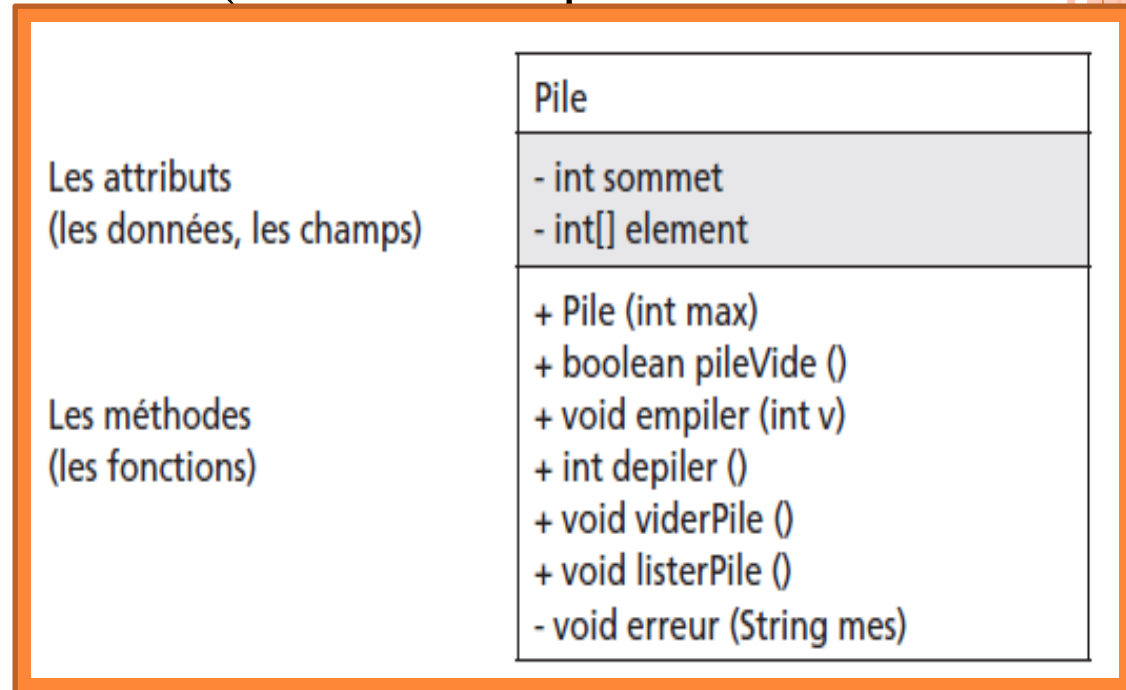 Pile
Les attributs
(les données, les champs)
- int sommet
- int[] element
Les méthodes
(les fonctions)
+ Pile (int max)
+ boolean pileVide ()
+ void empiler (int v)
+ int depiler ()
+ void viderPile ()
+ void listerPile ()
- void erreur (String mes)